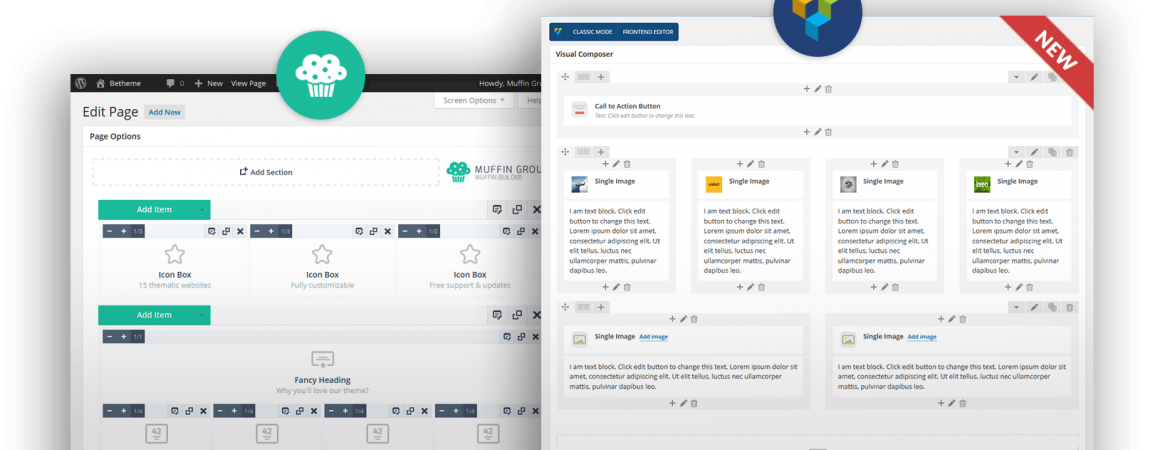 Betheme 0 New View Page Howdy, Muffin
Screen Options
Edit Page Add New
Page Options
Add Section
MUFFIN GROU
MUFFIN BUILDER
Add Item
1/3 1/3 1/3
Icon Box Icon Box Icon Box
15 thematic websites Fully customizable Free support & updates
Add Item
1/1
Fancy Heading
Why you'll love our theme?
1/4 1/4 1/4 1/4
42 42 42 42
CLASSIC MODE FRONTEND EDITOR
NEW
Visual Composer
Call to Action Button
Text: Click edit button to change this text.
Single Image
I am text block. Click edit
button to change this text.
Lorem ipsum dolor sit amet,
consectetur adipiscing elit. Ut
elit tellus, luctus nec
ullamcorper mattis, pulvinar
dapibus leo.
Single Image
I am text block. Click edit
button to change this text.
Lorem ipsum dolor sit amet,
consectetur adipiscing elit. Ut
elit tellus, luctus nec
ullamcorper mattis, pulvinar
dapibus leo.
Single Image
I am text block. Click edit
button to change this text.
Lorem ipsum dolor sit amet,
consectetur adipiscing elit. Ut
elit tellus, luctus nec
ullamcorper mattis, pulvinar
dapibus leo.
Single Image
I am text block. Click edit
button to change this text.
Lorem ipsum dolor sit amet,
consectetur adipiscing elit. Ut
elit tellus, luctus nec
ullamcorper mattis, pulvinar
dapibus leo.
Single Image Add image
I am text block. Click edit button to change this text. Lorem ipsum dolor sit
amet, consectetur adipiscing elit. Ut elit tellus, luctus nec ullamcorper
mattis, pulvinar dapibus leo.
Single Image Add image
I am text block. Click edit button to change this text. Lorem ipsum dolor sit
amet, consectetur adipiscing elit. Ut elit tellus, luctus nec ullamcorper
mattis, pulvinar dapibus leo.